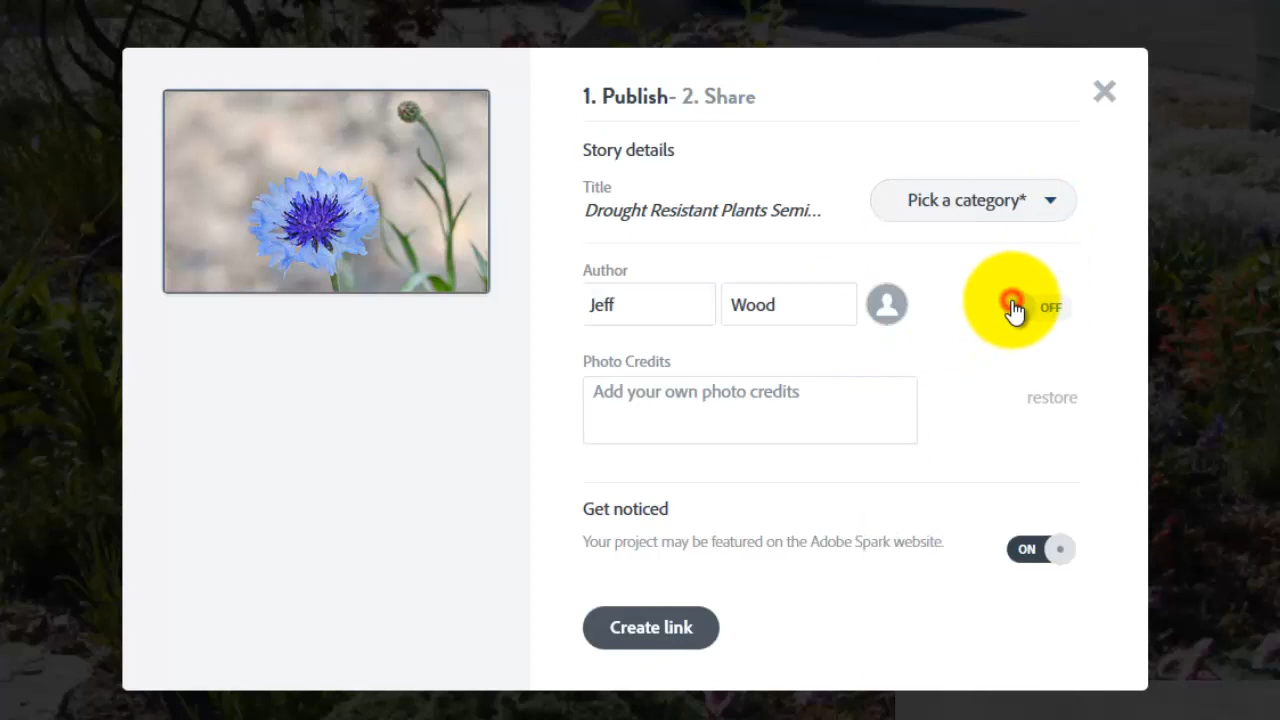 1. Publish- 2. Share
Story details
Title
Drought Resistant Plants Semi...
Pick a category*
Author
Jeff
Wood
OFF
Photo Credits
Add your own photo credits
restore
Get noticed
Your project may be featured on the Adobe Spark website.
ON
Create link